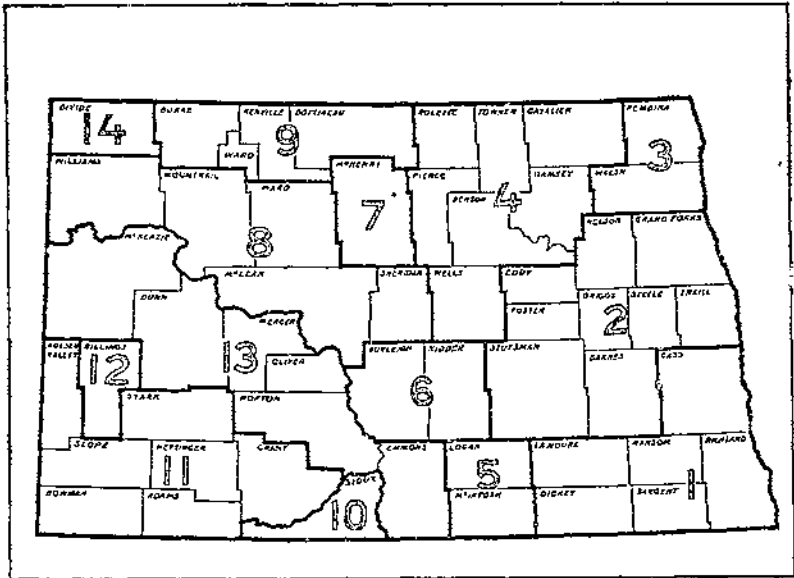 DIVIDE BURKE RENVILLE BOTTINEAU ROLETTE TOWNER CAVALIER PEMBINA
14 9 3
WARD
WILLIAMS MOUNTRAIL WARD McHENRY PIERCE RAMSEY WALSH
BENSON 4
7
NELSON GRAND FORKS
8
McKENZIE
McLEAN SHERIDAN WELLS EDDY
DUNN GRIGGS STEELE TRAILL
FOSTER 2
MERCER
GOLDEN VALLEY BILLINGS 13 OLIVER BURLEIGH KIDDER STUTSMAN BARNES CASS
12 6
STARK MORTON
SLOPE HETTINGER GRANT EMMONS LOGAN LAMOURE RANSOM RICHLAND
11 5
SIOUX
BOWMAN ADAMS 10 McINTOSH DICKEY SARGENT 1